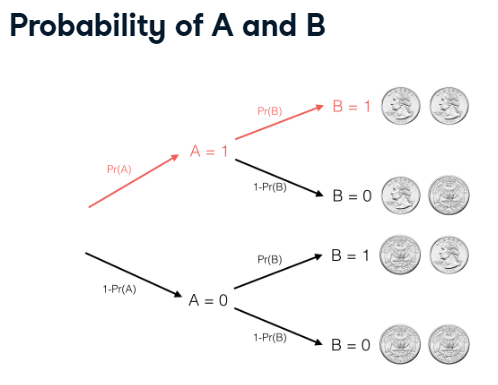 Probability of A and B
Pr(B)
B = 1
A = 1
Pr(A)
1-Pr(B)
B = 0
Pr(B)
B = 1
1-Pr(A)
A = 0
1-Pr(B)
B = 0